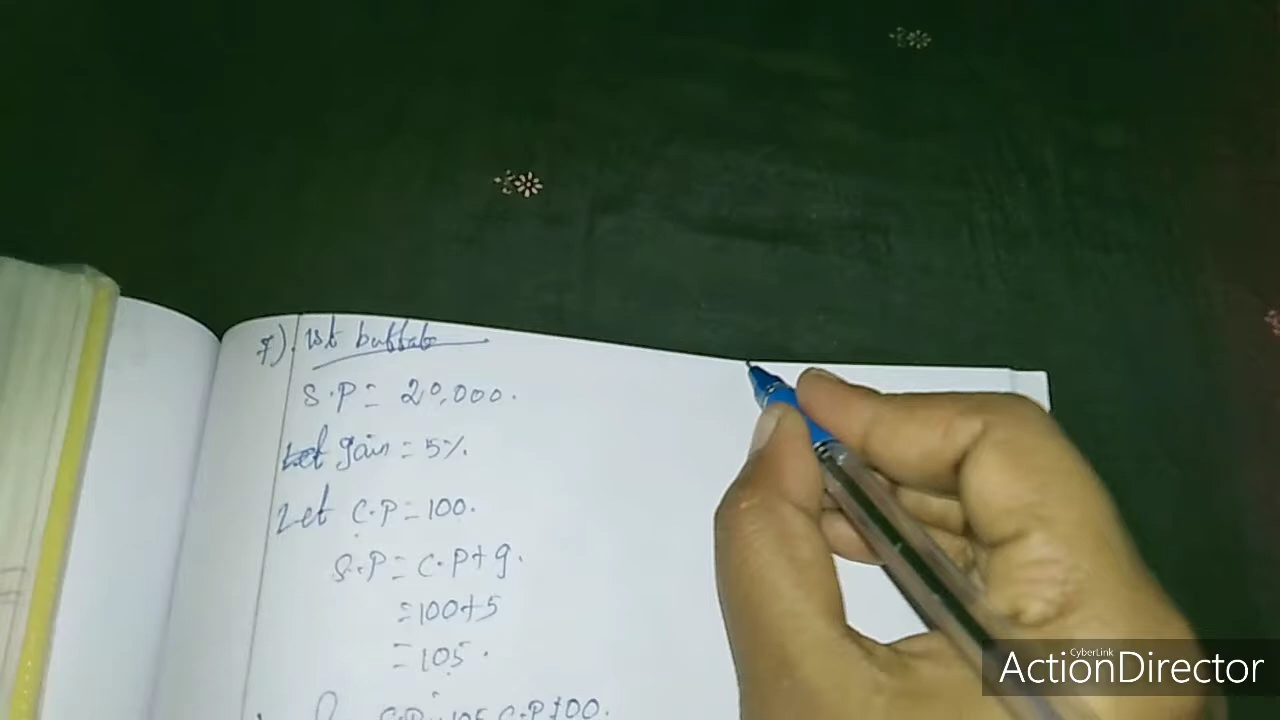 7). 1st buffalo
S.P = 20,000.
Let gain = 5%.
Let C.P = 100.
S.P = C.P + g.
= 100+5
= 105.
S.P = 105 C.P 100.
CyberLink
ActionDirector